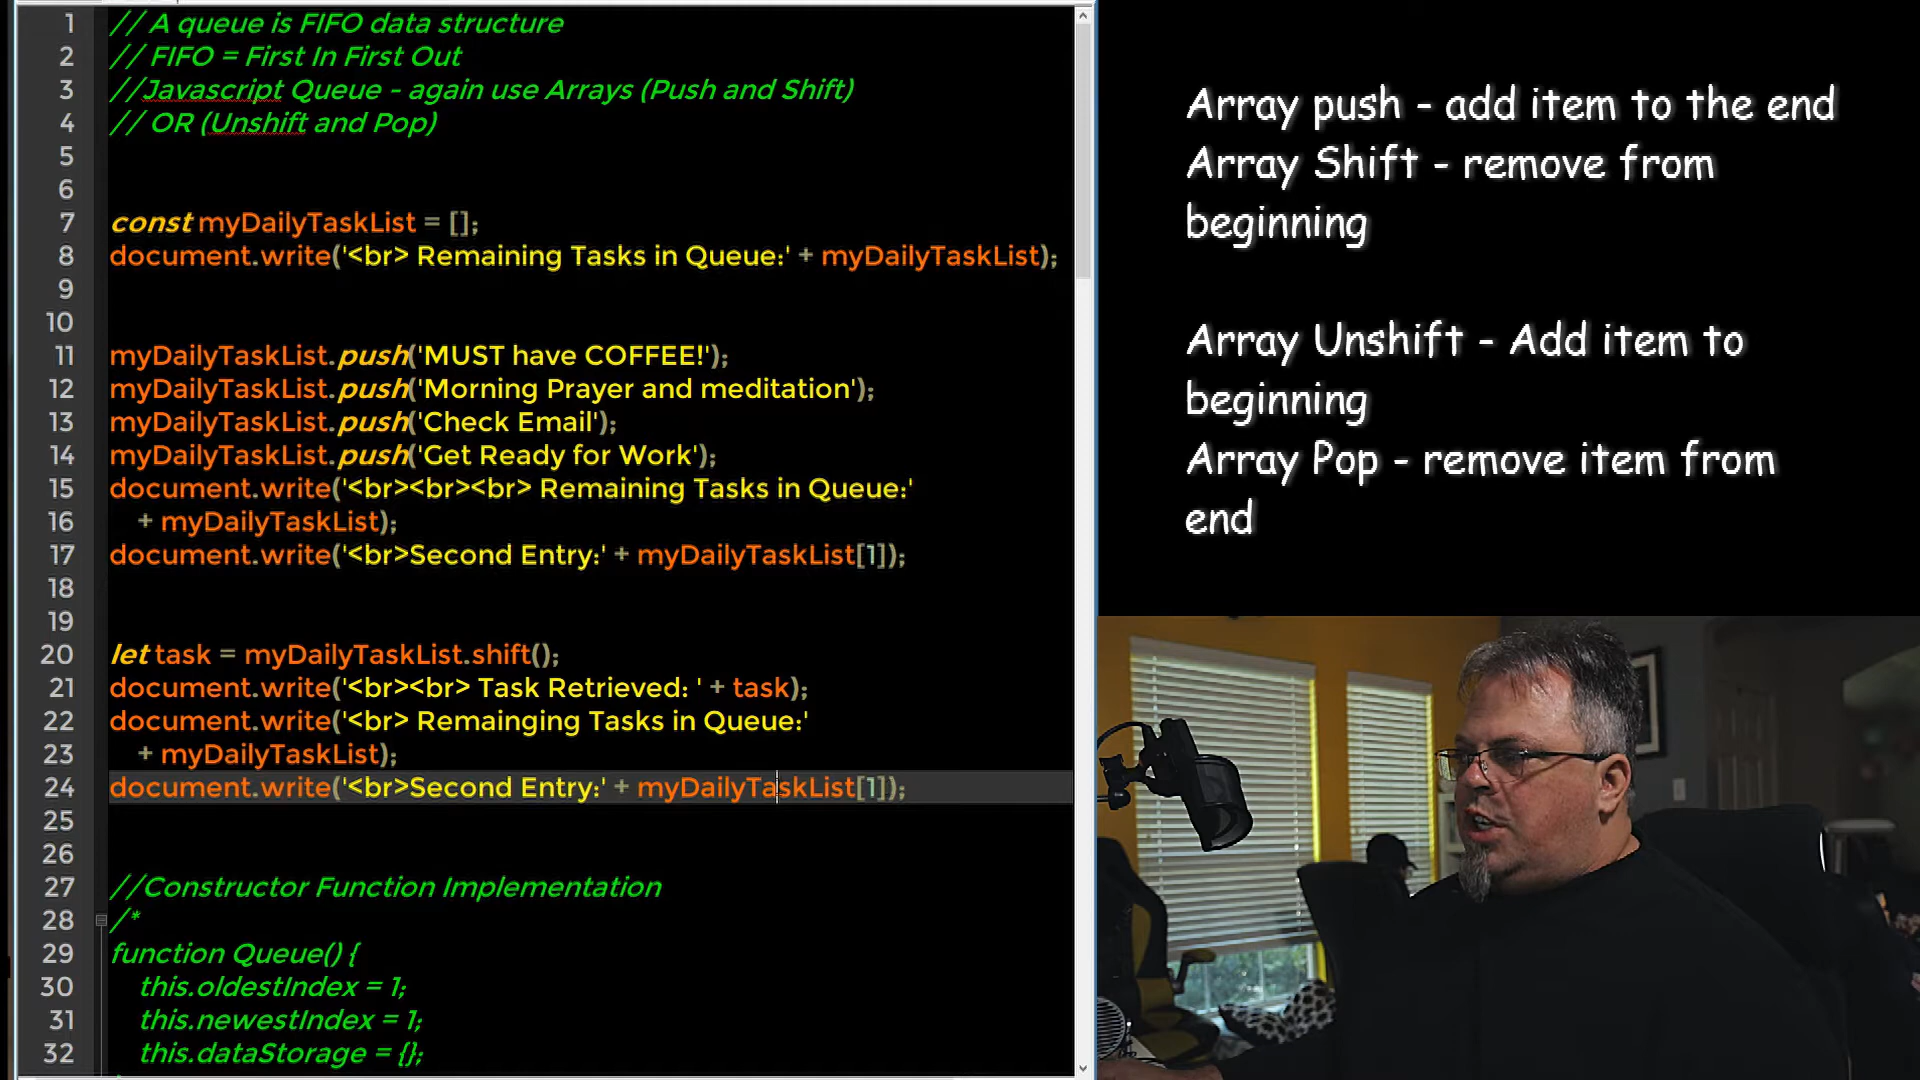 1 // A queue is FIFO data structure
2 // FIFO = First In First Out
3 //Javascript Queue - again use Arrays (Push and Shift)
4 // OR (Unshift and Pop)
5
6
7 const myDailyTaskList = [];
8 document.write('<br> Remaining Tasks in Queue:' + myDailyTaskList);
9
10
11 myDailyTaskList.push('MUST have COFFEE!');
12 myDailyTaskList.push('Morning Prayer and meditation');
13 myDailyTaskList.push('Check Email');
14 myDailyTaskList.push('Get Ready for Work');
15 document.write('<br><br><br> Remaining Tasks in Queue:'
16 + myDailyTaskList);
17 document.write('<br>Second Entry:' + myDailyTaskList[1]);
18
19
20 let task = myDailyTaskList.shift();
21 document.write('<br><br> Task Retrieved: ' + task);
22 document.write('<br> Remainging Tasks in Queue:'
23 + myDailyTaskList);
24 document.write('<br>Second Entry:' + myDailyTaskList[1]);
25
26
27 //Constructor Function Implementation
28 /*
29 function Queue() {
30 this.oldestIndex = 1;
31 this.newestIndex = 1;
32 this.dataStorage = {};
Array push - add item to the end
Array Shift - remove from
beginning
Array Unshift - Add item to
beginning
Array Pop - remove item from
end